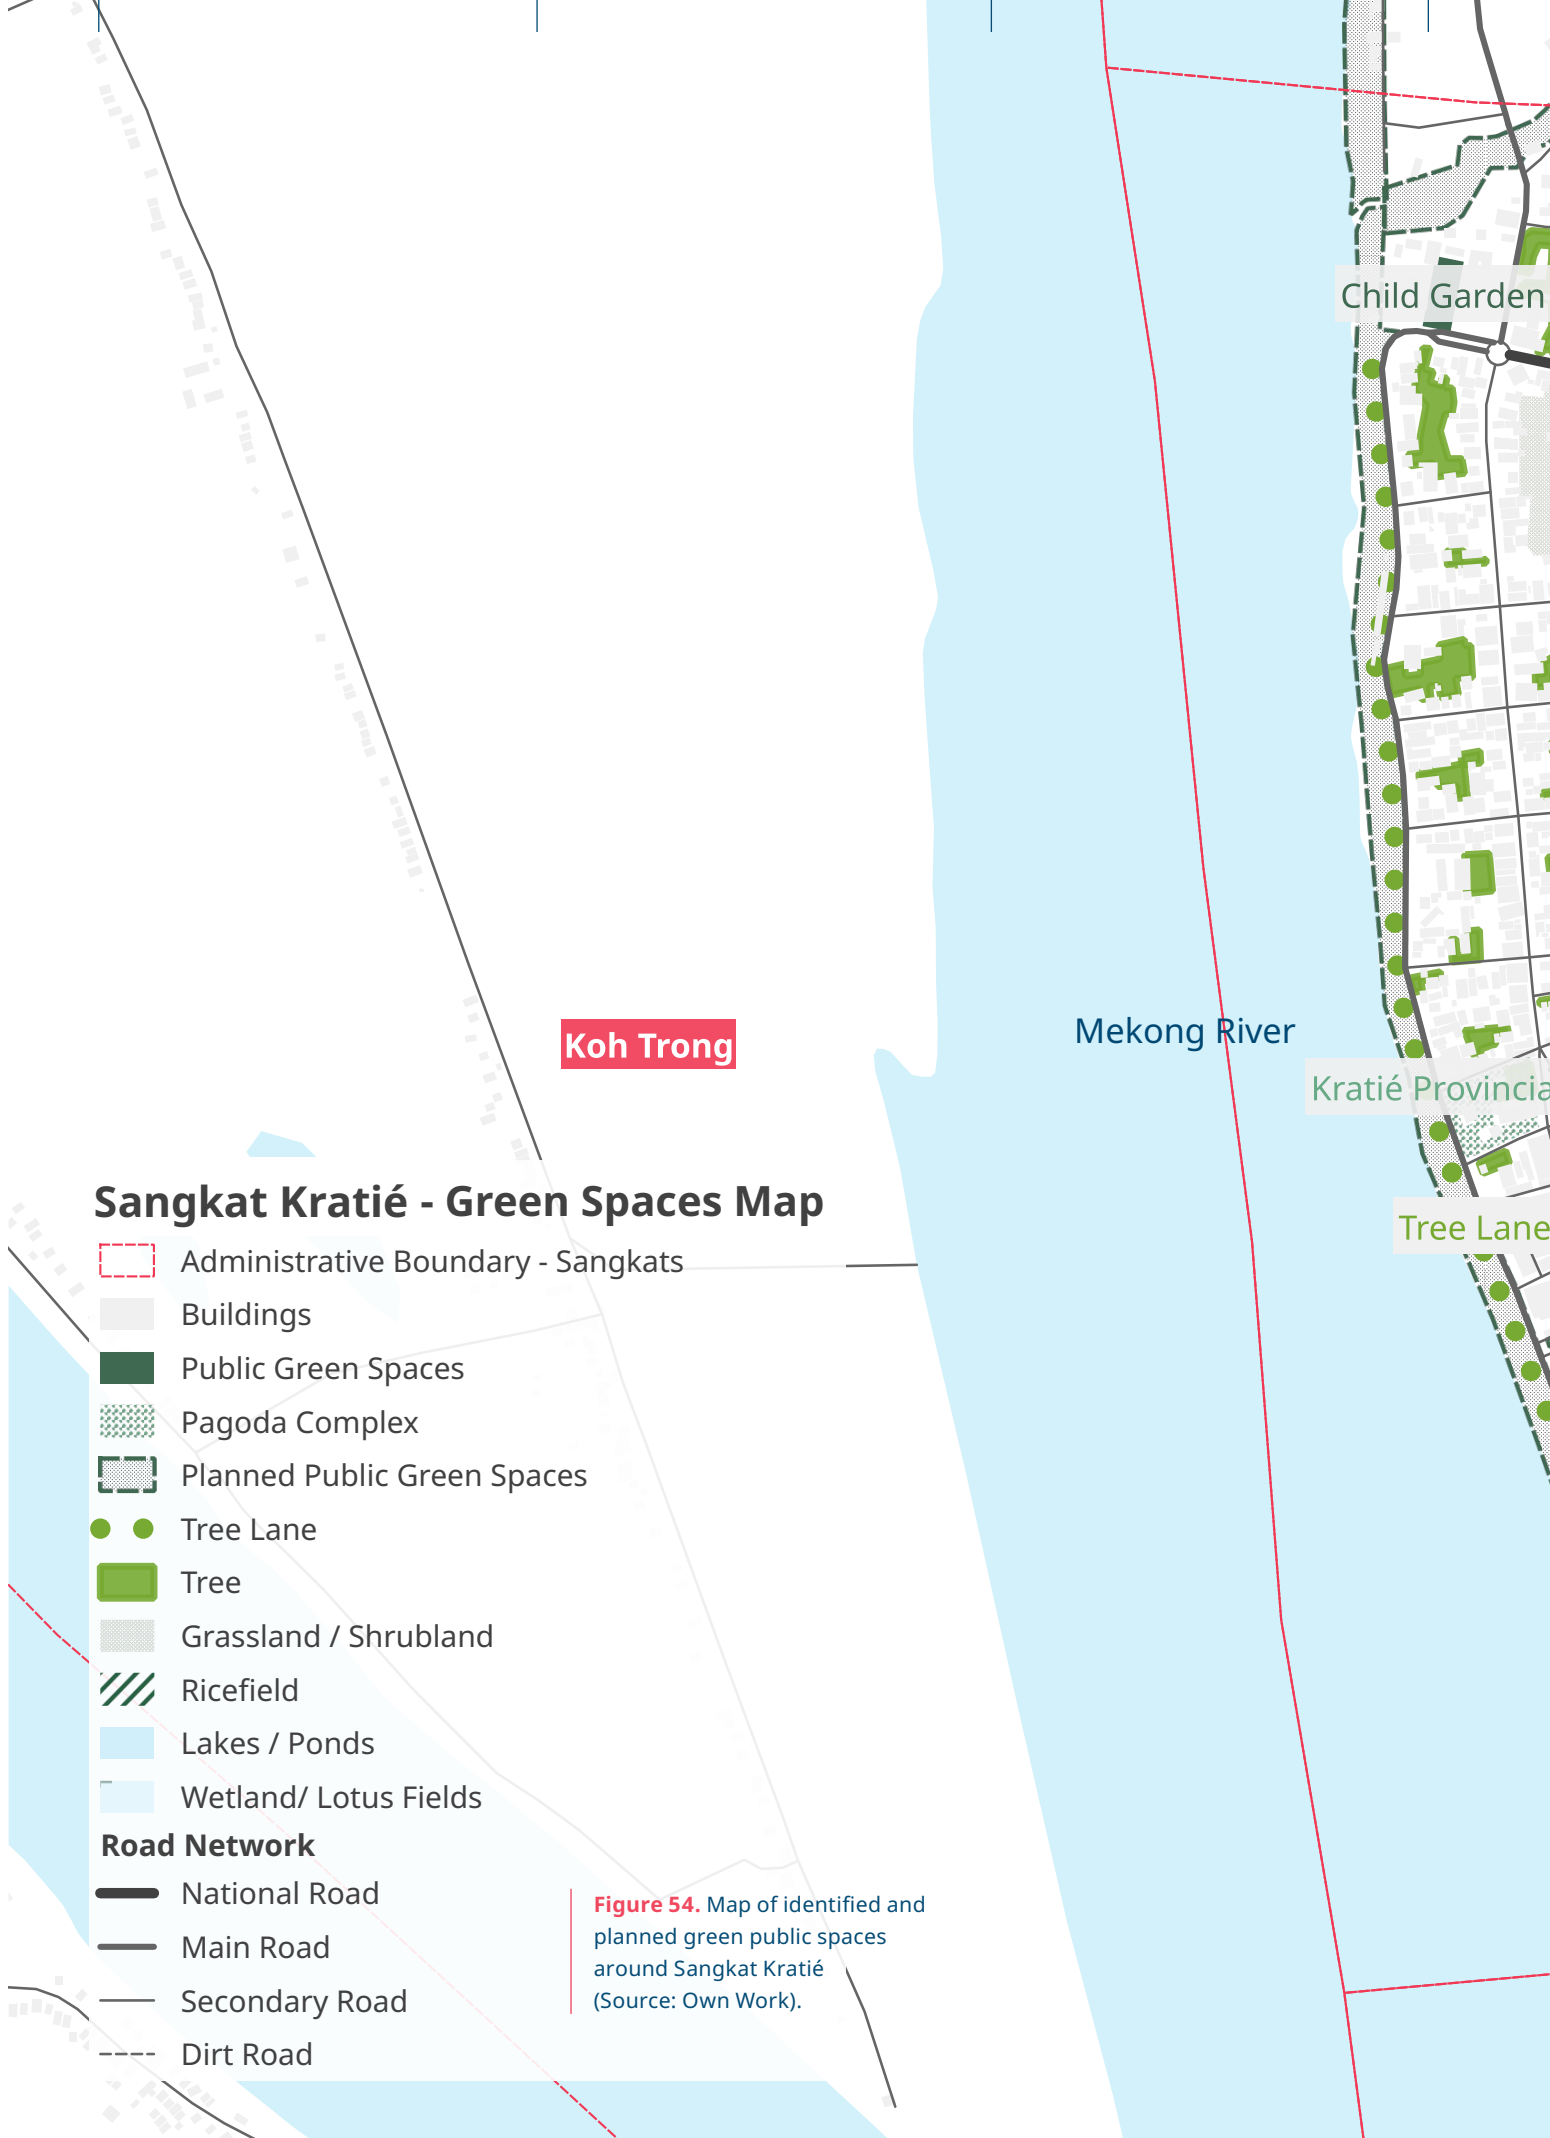 Child Garden
Koh Trong
Mekong River
Kratié Provincia
Tree Lane
Sangkat Kratié - Green Spaces Map
Administrative Boundary - Sangkats
Buildings
Public Green Spaces
Pagoda Complex
Planned Public Green Spaces
Tree Lane
Tree
Grassland / Shrubland
Ricefield
Lakes / Ponds
Wetland/ Lotus Fields
Road Network
National Road
Main Road
Secondary Road
Dirt Road
Figure 54. Map of identified and
planned green public spaces
around Sangkat Kratié
(Source: Own Work).